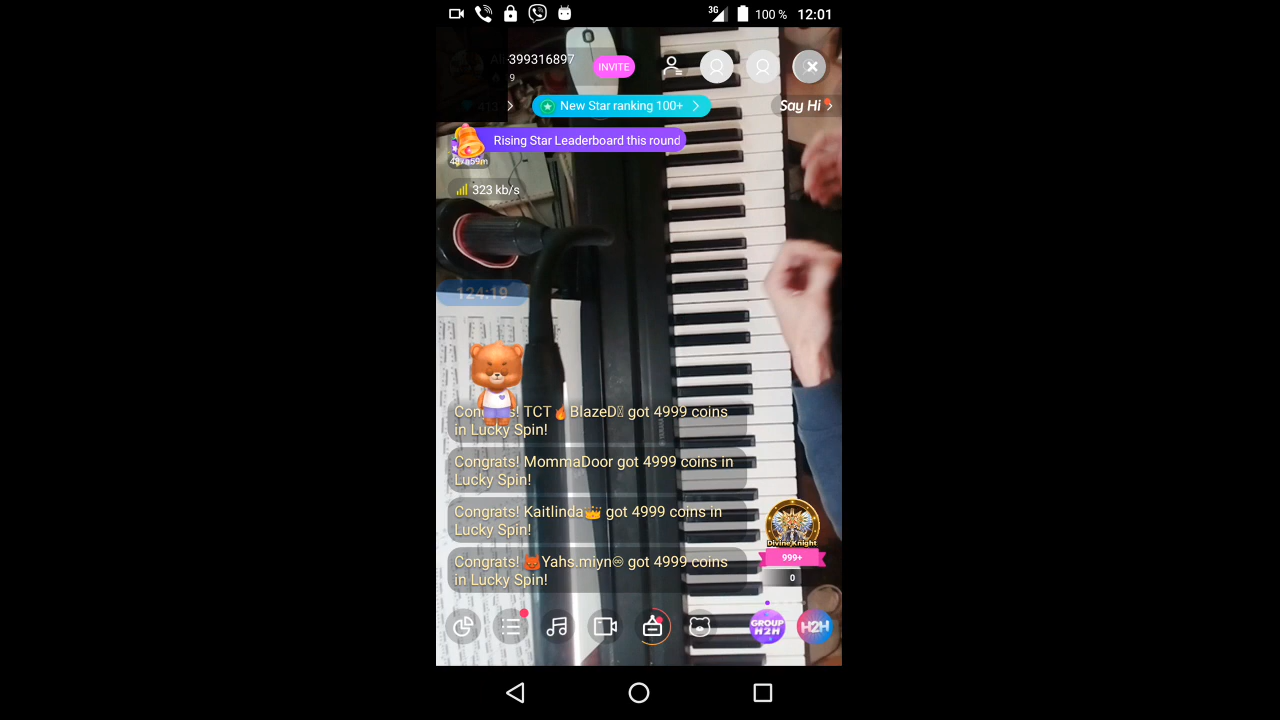 3G 100 % 12:01
399316897
INVITE
9
413
New Star ranking 100+
Say Hi
Rising Star Leaderboard this round
323 kb/s
124:19
Congrats! TCT🔥BlazeD got 4999 coins
in Lucky Spin!
Congrats! MommaDoor got 4999 coins in
Lucky Spin!
Congrats! Kaitlinda👑 got 4999 coins in
Lucky Spin!
Congrats! Yahs.miyn♾ got 4999 coins
in Lucky Spin!
Divine Knight
999+
0
GROUP
H2H
H2H